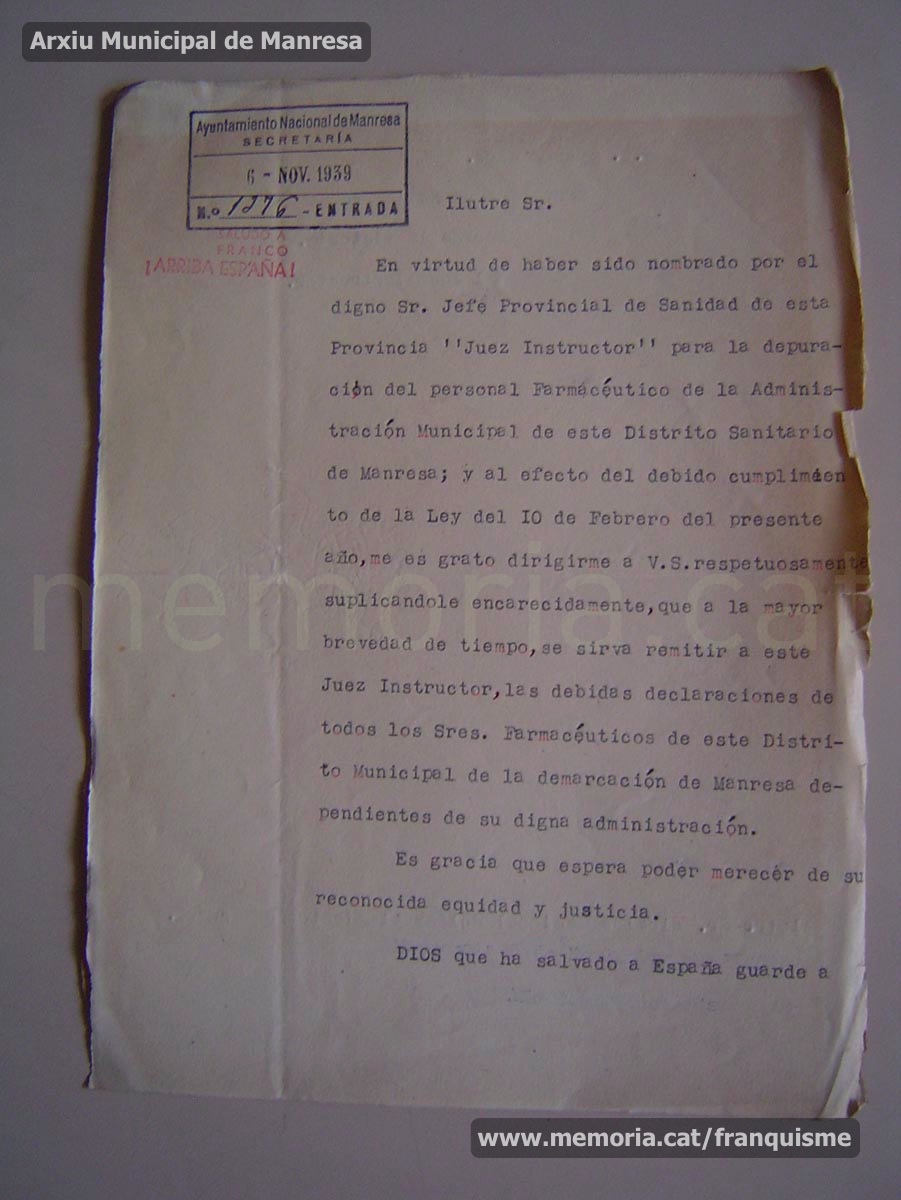 Arxiu Municipal de Manresa
Ayuntamiento Nacional de Manresa
SECRETARÍA
6 - NOV. 1939
N.o 1276 - ENTRADA
SALUDO A
FRANCO
¡ARRIBA ESPAÑA!
Ilutre Sr.
En virtud de haber sido nombrado por el
digno Sr. Jefe Provincial de Sanidad de esta
Provincia ''Juez Instructor'' para la depura-
ción del personal Farmácéutico de la Adminis-
tración Municipal de este Distrito Sanitario
de Manresa; y al efecto del debido cumplimien
to de la Ley del IO de Febrero del presente
año,me es grato dirigirme a V.S.respetuosamente
suplicandole encarecidamente,que a la mayor
brevedad de tiempo,se sirva remitir a este
Juez Instructor,las debidas declaraciones de
todos los Sres. Farmacéuticos de este Distri-
to Municipal de la demarcación de Manresa de-
pendientes de su digna administración.
Es gracia que espera poder merecér de su
reconocida equidad y justicia.
DIOS que ha salvado a España guarde a
memoria.cat
www.memoria.cat/franquisme